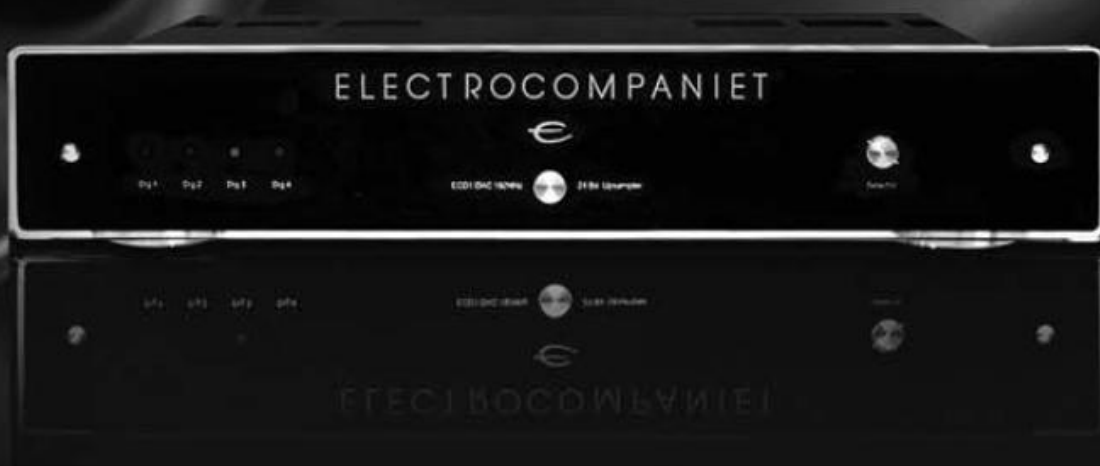 ELECTROCOMPANIET
Dig 1 Dig 2 Dig 3 Dig 4
ECD1 DAC 192kHz 24 Bit Upsampler
Selector